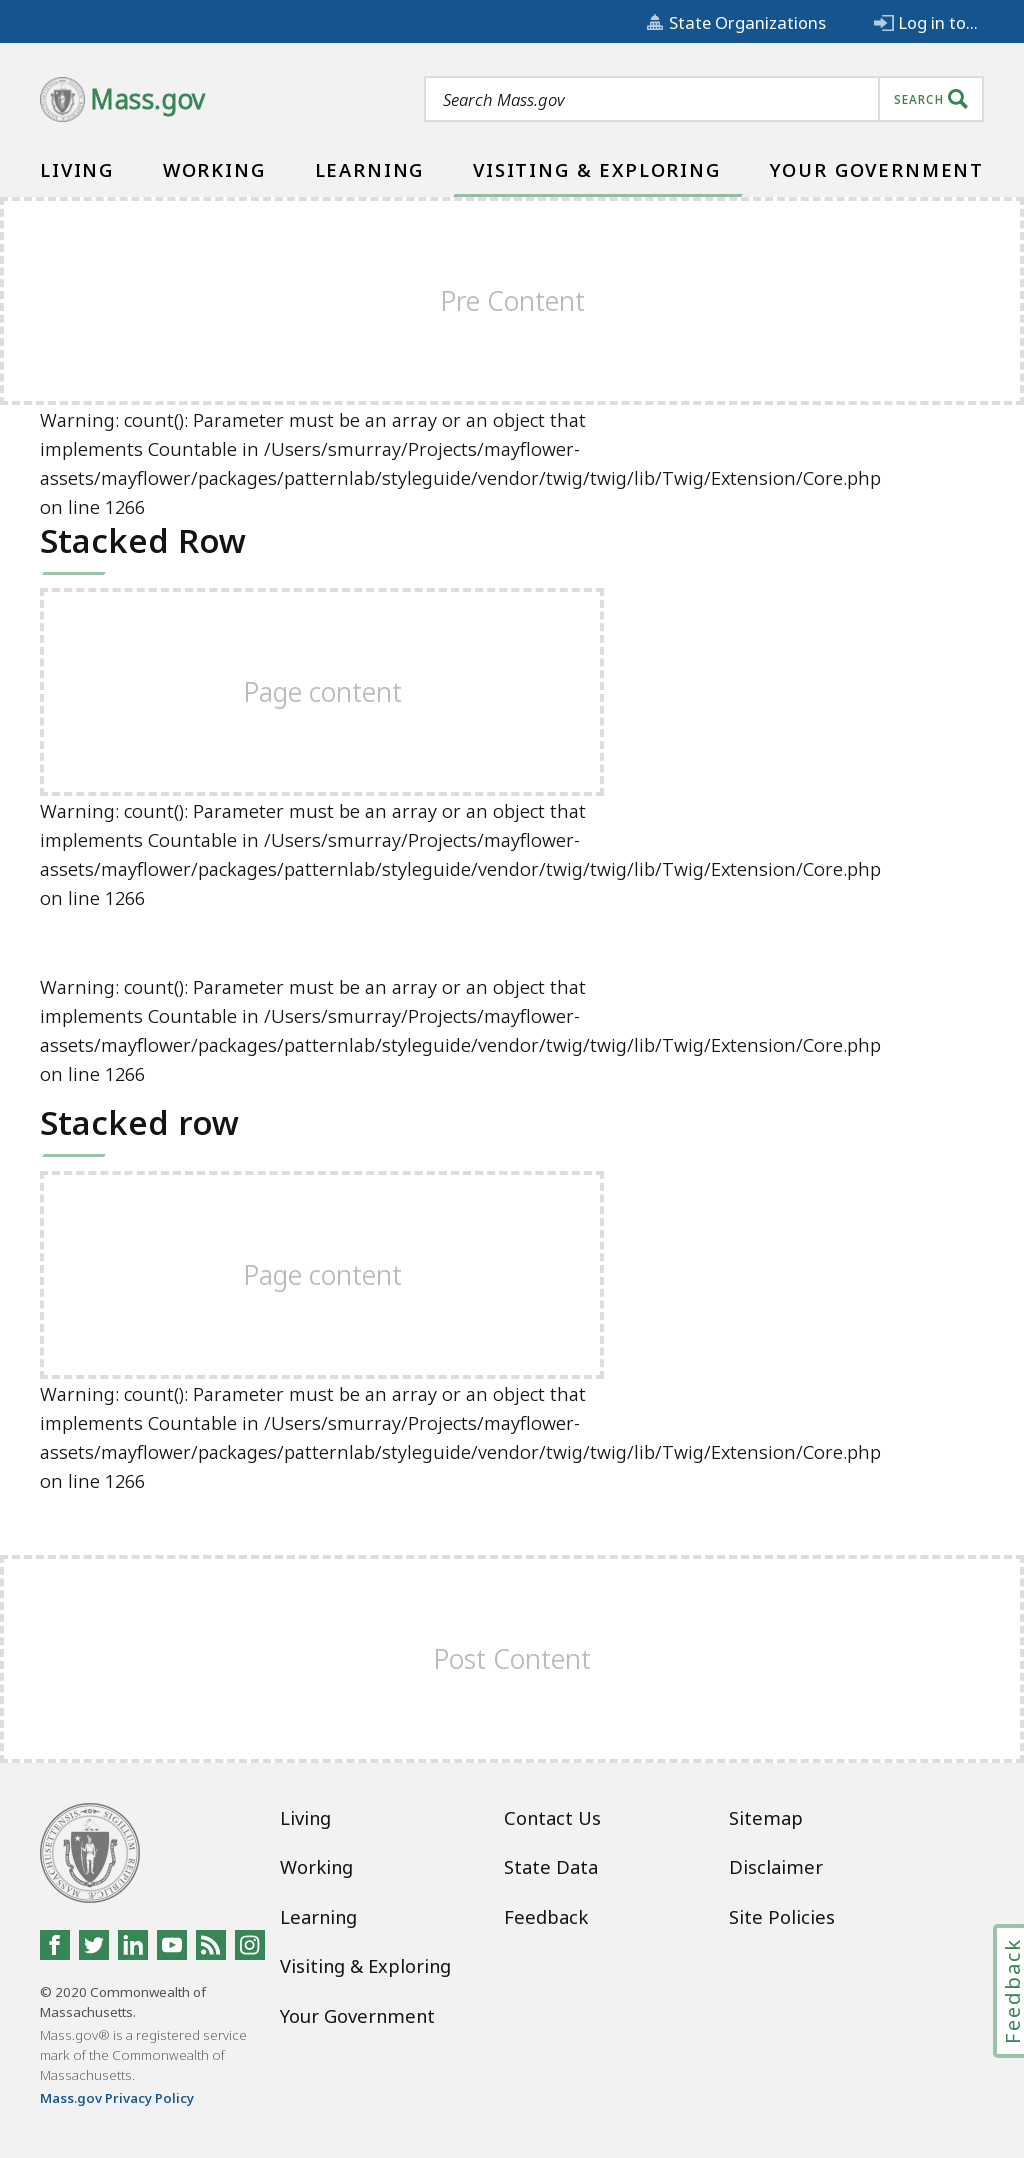 State Organizations
Log in to...
Mass.gov
Search Mass.gov
SEARCH
LIVING
WORKING
LEARNING
VISITING & EXPLORING
YOUR GOVERNMENT
Pre Content
Warning: count(): Parameter must be an array or an object that
implements Countable in /Users/smurray/Projects/mayflower-
assets/mayflower/packages/patternlab/styleguide/vendor/twig/twig/lib/Twig/Extension/Core.php
on line 1266
Stacked Row
Page content
Warning: count(): Parameter must be an array or an object that
implements Countable in /Users/smurray/Projects/mayflower-
assets/mayflower/packages/patternlab/styleguide/vendor/twig/twig/lib/Twig/Extension/Core.php
on line 1266
Warning: count(): Parameter must be an array or an object that
implements Countable in /Users/smurray/Projects/mayflower-
assets/mayflower/packages/patternlab/styleguide/vendor/twig/twig/lib/Twig/Extension/Core.php
on line 1266
Stacked row
Page content
Warning: count(): Parameter must be an array or an object that
implements Countable in /Users/smurray/Projects/mayflower-
assets/mayflower/packages/patternlab/styleguide/vendor/twig/twig/lib/Twig/Extension/Core.php
on line 1266
Post Content
Living
Working
Learning
Visiting & Exploring
Your Government
Contact Us
State Data
Feedback
Sitemap
Disclaimer
Site Policies
© 2020 Commonwealth of
Massachusetts.
Mass.gov® is a registered service
mark of the Commonwealth of
Massachusetts.
Mass.gov Privacy Policy
Feedback